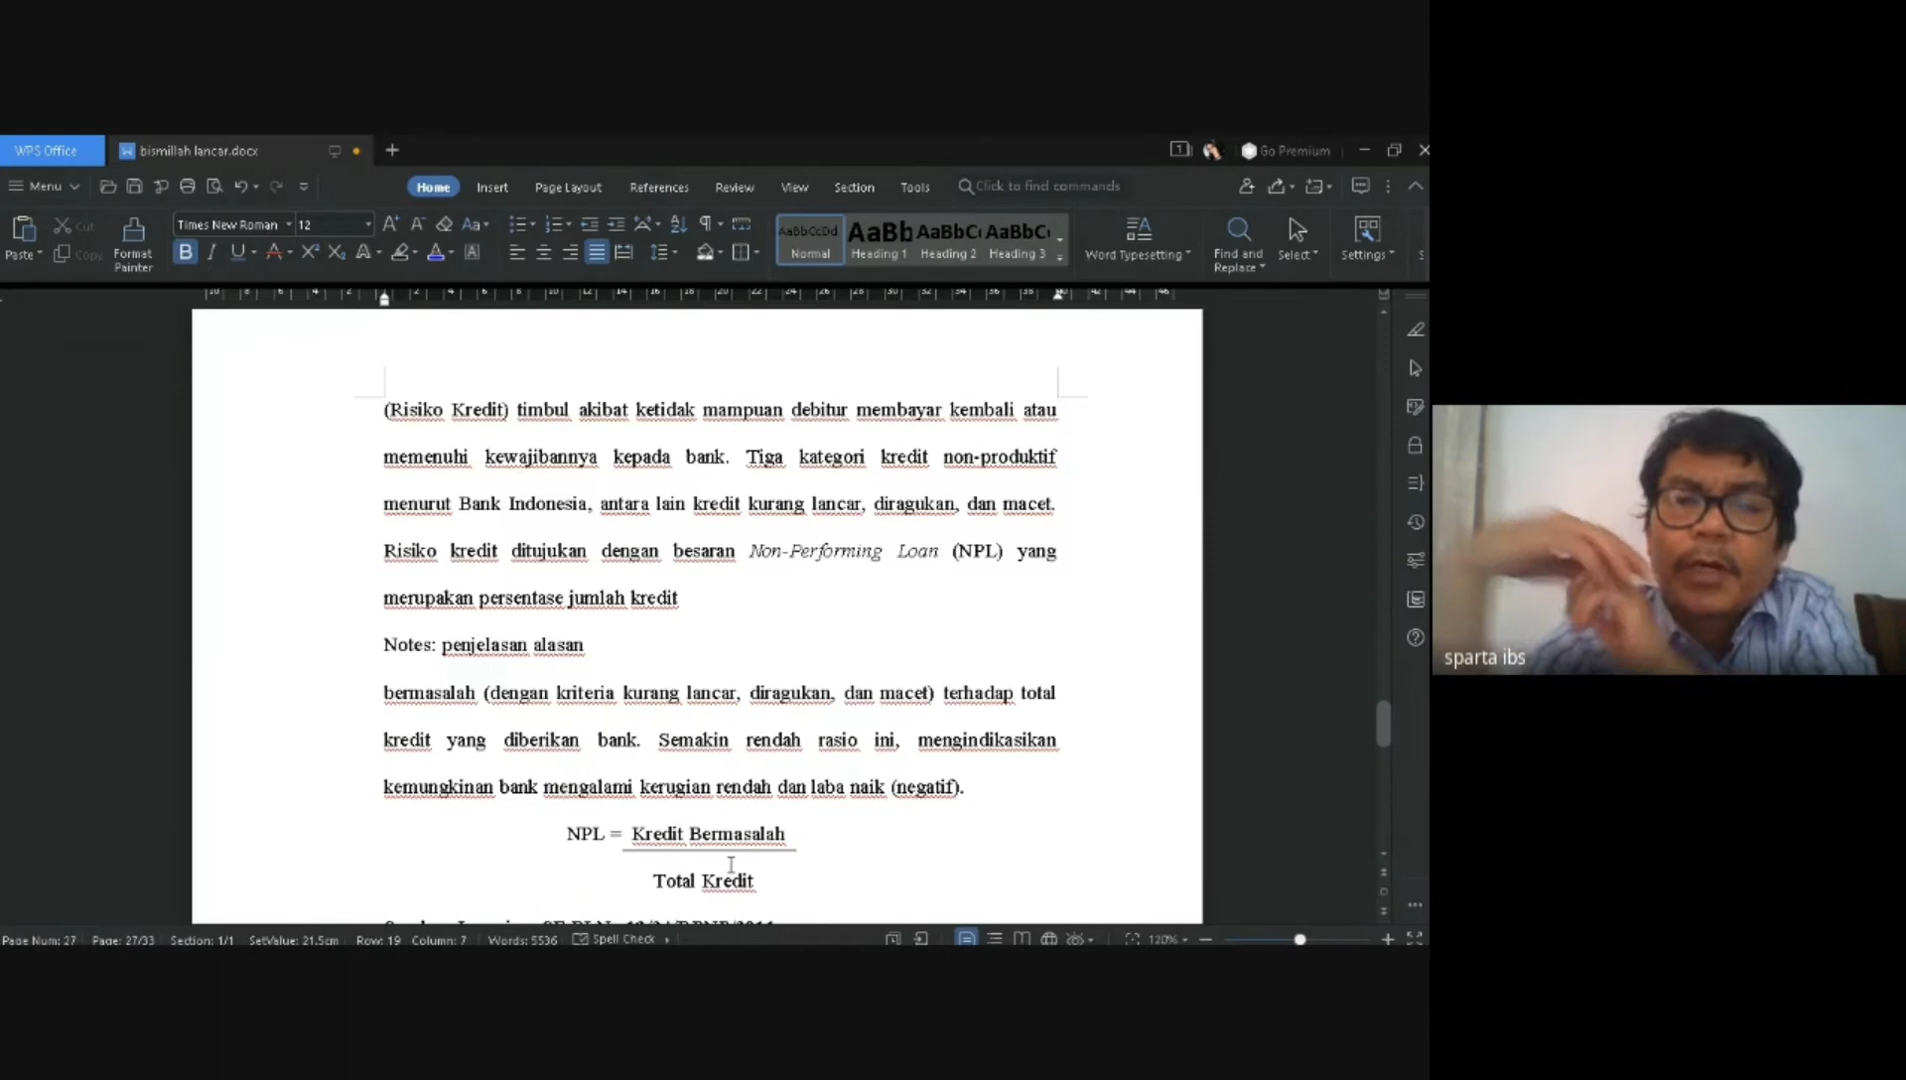 WPS Office
bismillah lancar.docx
Go Premium
Menu
Home
Insert
Page Layout
References
Review
View
Section
Tools
Click to find commands
Paste
Cut
Copy
Format Painter
Times New Roman
12
AaBbCcDd
Normal
AaBb
Heading 1
AaBbC
Heading 2
AaBbC
Heading 3
Word Typesetting
Find and Replace
Select
Settings
(Risiko Kredit) timbul akibat ketidak mampuan debitur membayar kembali atau
memenuhi kewajibannya kepada bank. Tiga kategori kredit non-produktif
menurut Bank Indonesia, antara lain kredit kurang lancar, diragukan, dan macet.
Risiko kredit ditujukan dengan besaran Non-Performing Loan (NPL) yang
merupakan persentase jumlah kredit
Notes: penjelasan alasan
bermasalah (dengan kriteria kurang lancar, diragukan, dan macet) terhadap total
kredit yang diberikan bank. Semakin rendah rasio ini, mengindikasikan
kemungkinan bank mengalami kerugian rendah dan laba naik (negatif).
NPL = Kredit Bermasalah
Total Kredit
Page Num: 27 Page: 27/33 Section: 1/1 SetValue: 21.5cm Row: 19 Column: 7 Words: 5536 Spell Check 120%
sparta ibs